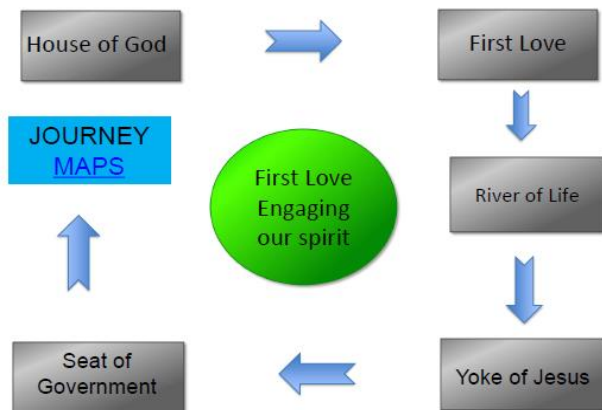 House of God
First Love
JOURNEY
MAPS
First Love
Engaging
our spirit
River of Life
Seat of
Government
Yoke of Jesus